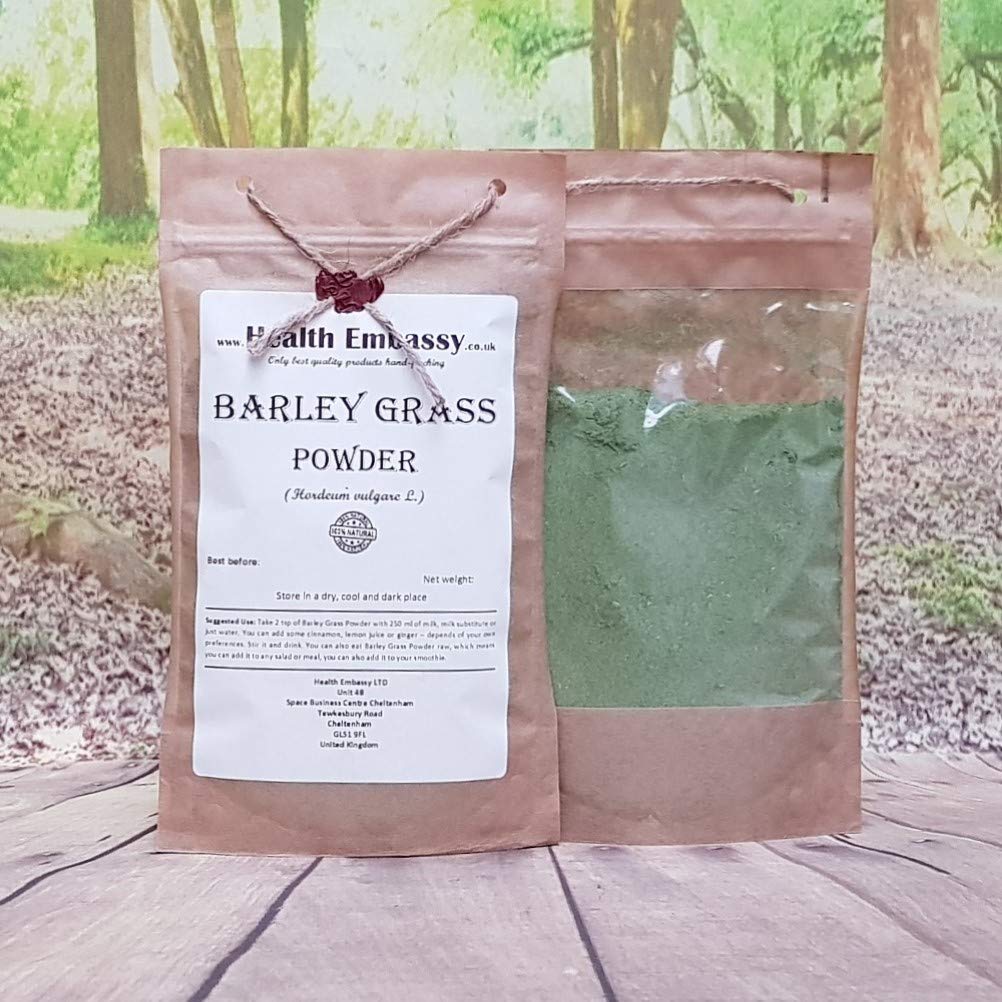 www.Health Embassy.co.uk
Only best quality products
BARLEY GRASS
POWDER
(Hordeum vulgare L.)
100% NATURAL
Best before:
Net weight:
Store in a dry, cool and dark place
Suggested Use: Take 2 tsp of Barley Grass Powder with 250 ml of milk, milk substitute or
just water. You can add some cinnamon, lemon juice or ginger – depends of your own
preferences. Stir it and drink. You can also eat Barley Grass Powder raw, which means
you can add it to any salad or meal, you can also add it to your smoothie.
Health Embassy LTD
Unit 48
Space Business Centre Cheltenham
Tewkesbury Road
Cheltenham
GL51 9FL
United Kingdom